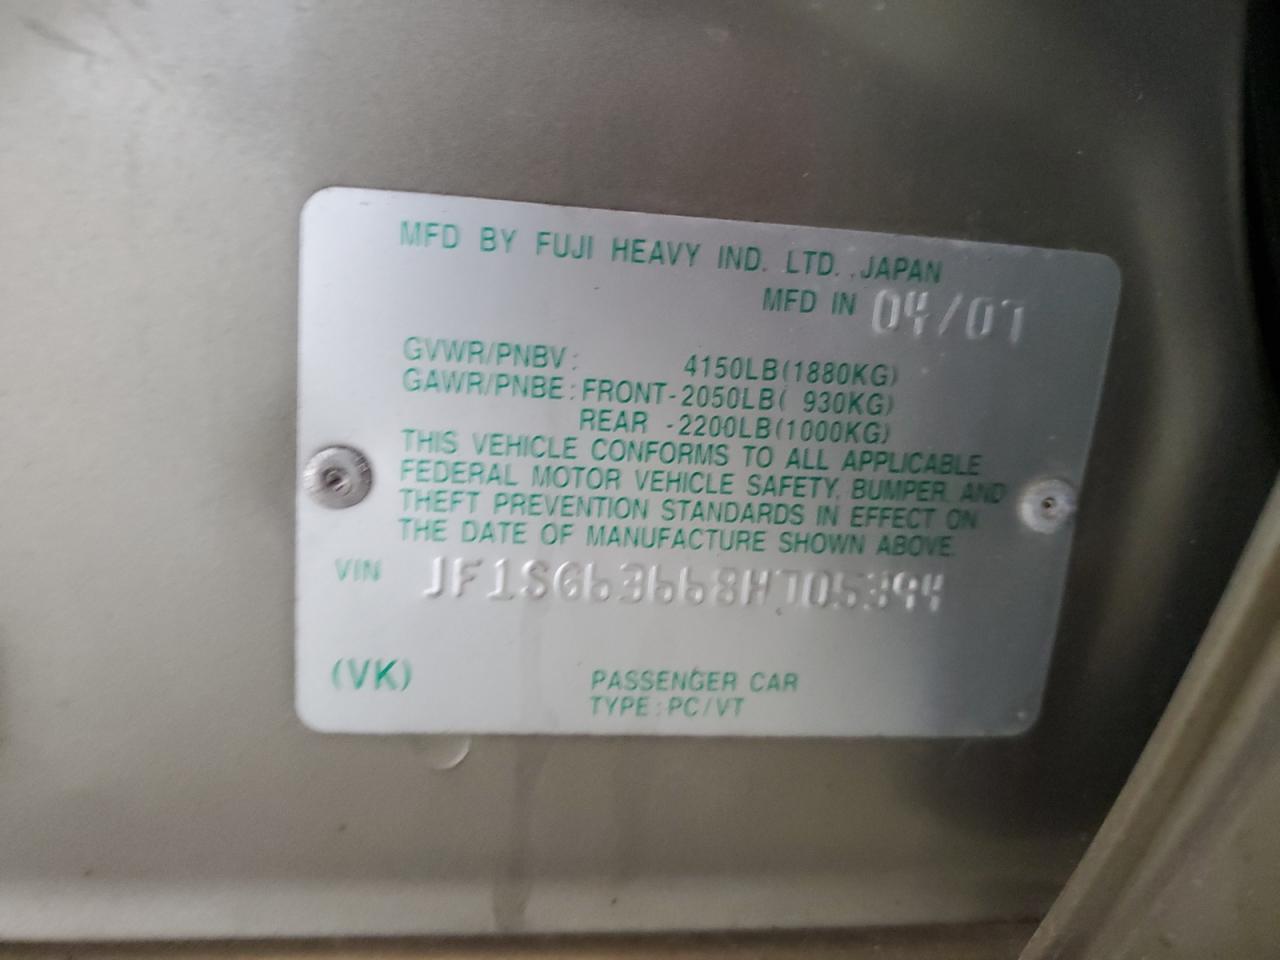 MFD BY FUJI HEAVY IND. LTD. JAPAN
MFD IN 04/07
GVWR/PNBV: 4150LB(1880KG)
GAWR/PNBE: FRONT-2050LB( 930KG)
REAR -2200LB(1000KG)
THIS VEHICLE CONFORMS TO ALL APPLICABLE
FEDERAL MOTOR VEHICLE SAFETY, BUMPER, AND
THEFT PREVENTION STANDARDS IN EFFECT ON
THE DATE OF MANUFACTURE SHOWN ABOVE.
VIN JF1SG63668H705394
(VK) PASSENGER CAR
TYPE: PC/VT